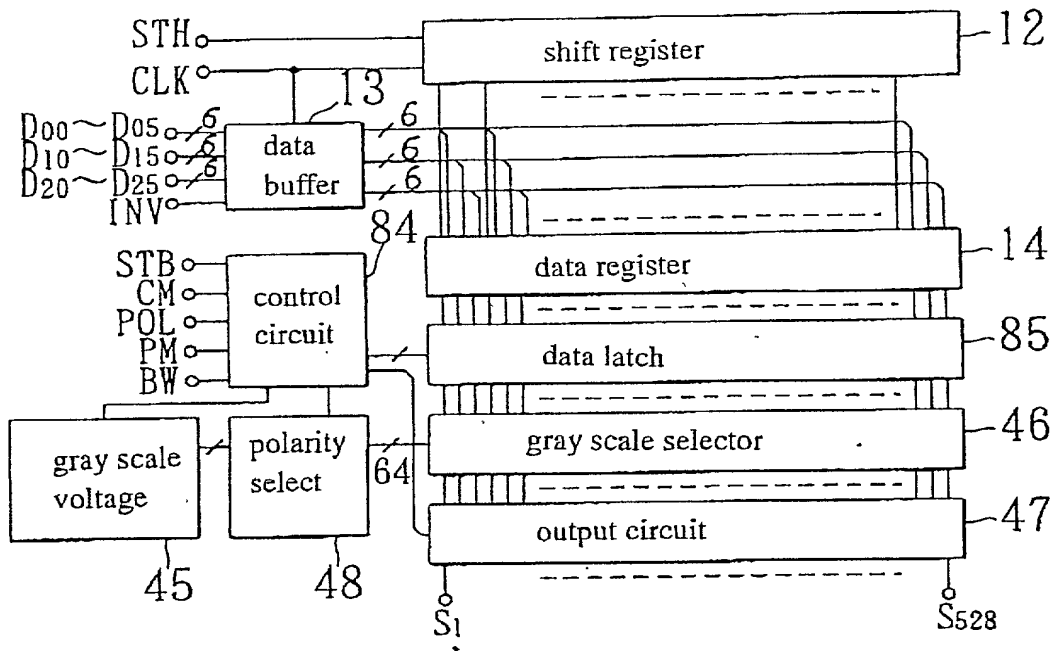 STH
shift register
12
CLK
13
D00~D05
6
6
D10~D15
6
data
6
D20~D25
6
buffer
6
INV
84
STB
data register
14
CM
control
POL
circuit
PM
data latch
85
BW
gray scale
voltage
polarity
select
64
gray scale selector
46
output circuit
47
45
48
S1
S528